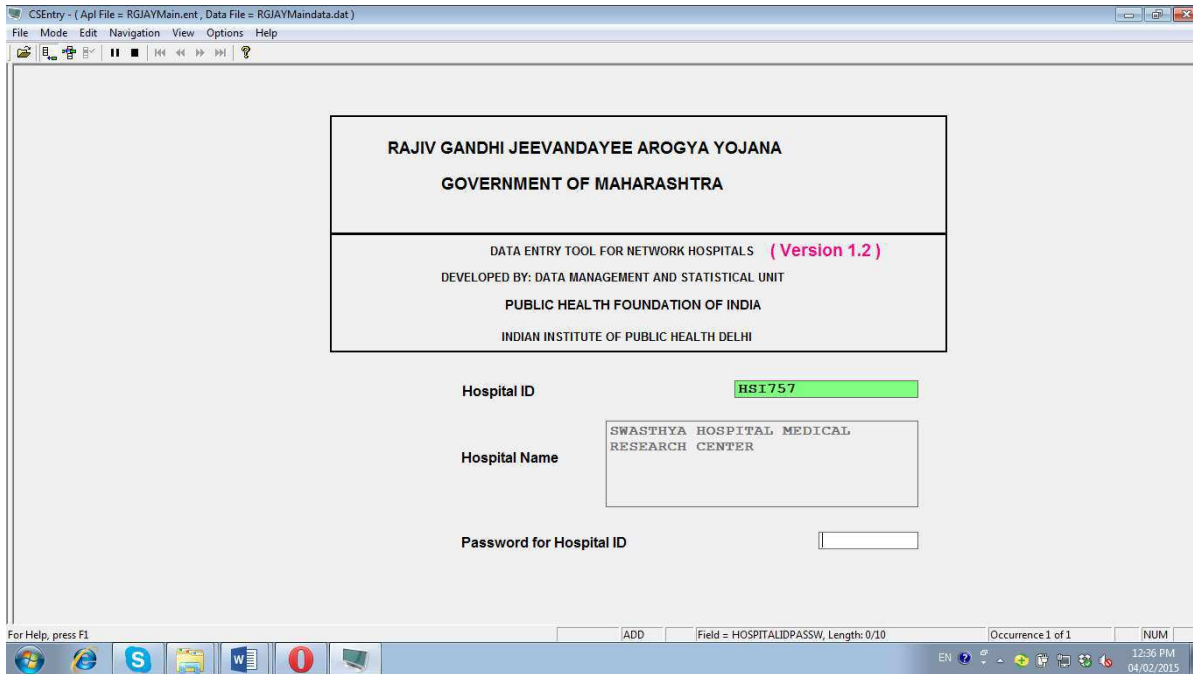 CSEntry - ( Apl File = RGJAYMain.ent , Data File = RGJAYMaindata.dat )
File Mode Edit Navigation View Options Help
RAJIV GANDHI JEEVANDAYEE AROGYA YOJANA
GOVERNMENT OF MAHARASHTRA
DATA ENTRY TOOL FOR NETWORK HOSPITALS ( Version 1.2 )
DEVELOPED BY: DATA MANAGEMENT AND STATISTICAL UNIT
PUBLIC HEALTH FOUNDATION OF INDIA
INDIAN INSTITUTE OF PUBLIC HEALTH DELHI
Hospital ID HSI757
SWASTHYA HOSPITAL MEDICAL
RESEARCH CENTER
Hospital Name
Password for Hospital ID
For Help, press F1 ADD Field = HOSPITALIDPASSW, Length: 0/10 Occurrence 1 of 1 NUM
EN 12:36 PM
04/02/2015